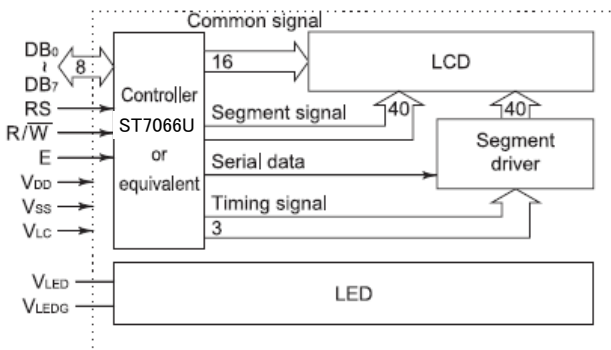 Common signal
DB0
~
DB7
8
16
LCD
RS
R/W
E
Controller
ST7066U
or
equivalent
Segment signal
40
40
Serial data
Segment
driver
VDD
VSS
VLC
Timing signal
3
VLED
VLEDG
LED